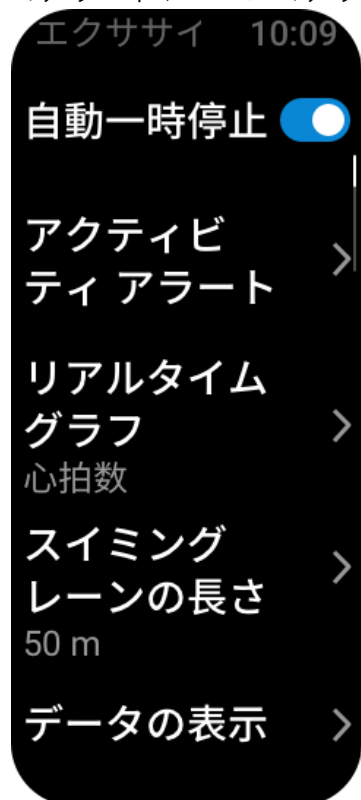 エクササイ 10:09
自動一時停止
アクティビ
ティ アラート
リアルタイム
グラフ
心拍数
スイミング
レーンの長さ
50 m
データの表示